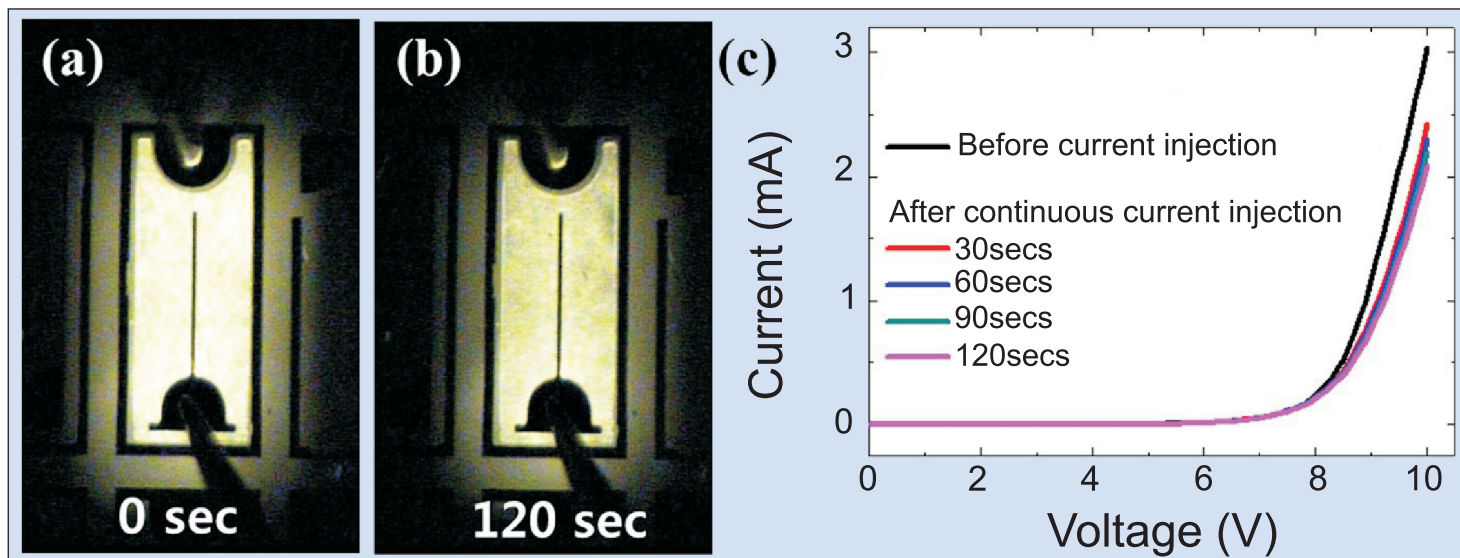 (a)
0 sec
(b)
120 sec
(c)
Current (mA)
3
2
1
0
Before current injection
After continuous current injection
30secs
60secs
90secs
120secs
0 2 4 6 8 10
Voltage (V)